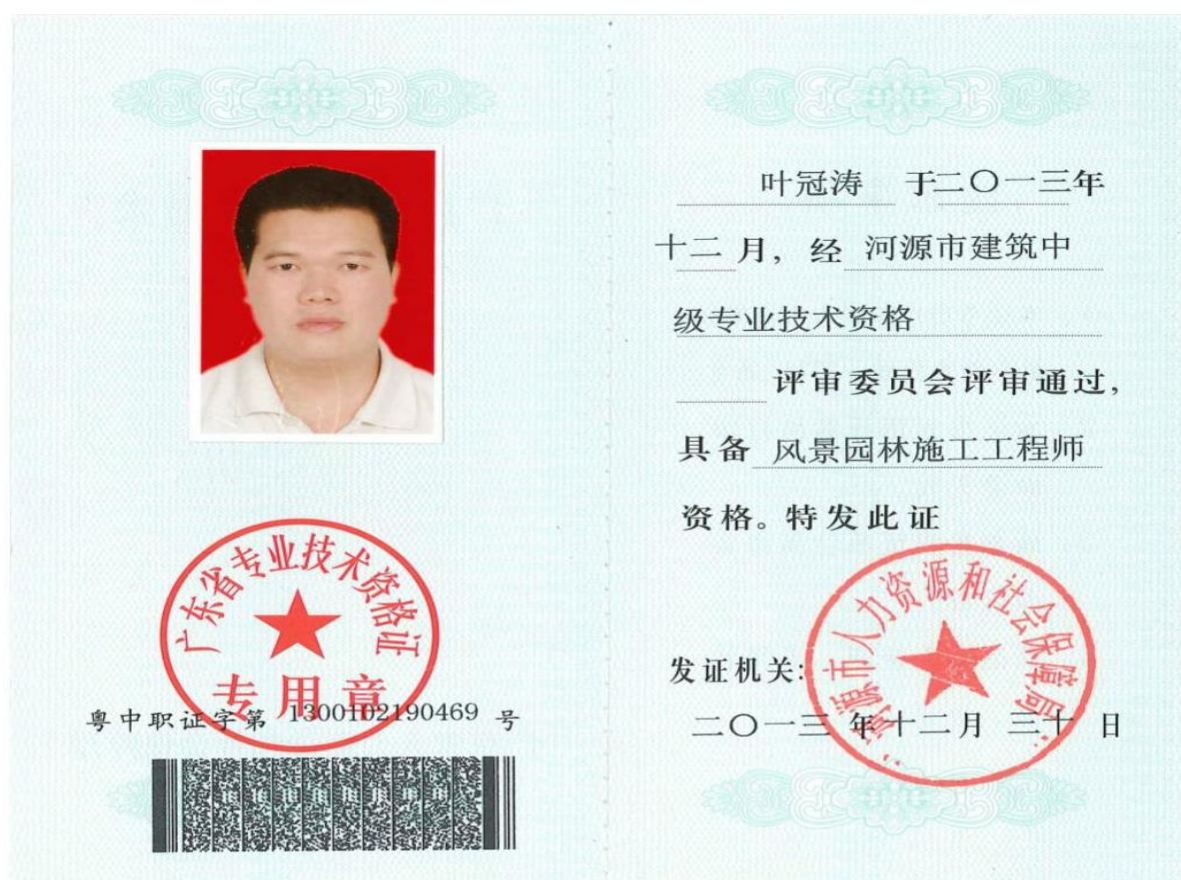 广东省专业技术资格证
专用章
粤中职证字第 1300102190469 号
叶冠涛 于二〇一三年
十二月，经 河源市建筑中
级专业技术资格
评审委员会评审通过，
具备 风景园林施工工程师
资格。特发此证
河源市人力资源和社会保障局
发证机关:
二〇一三年十二月三十日